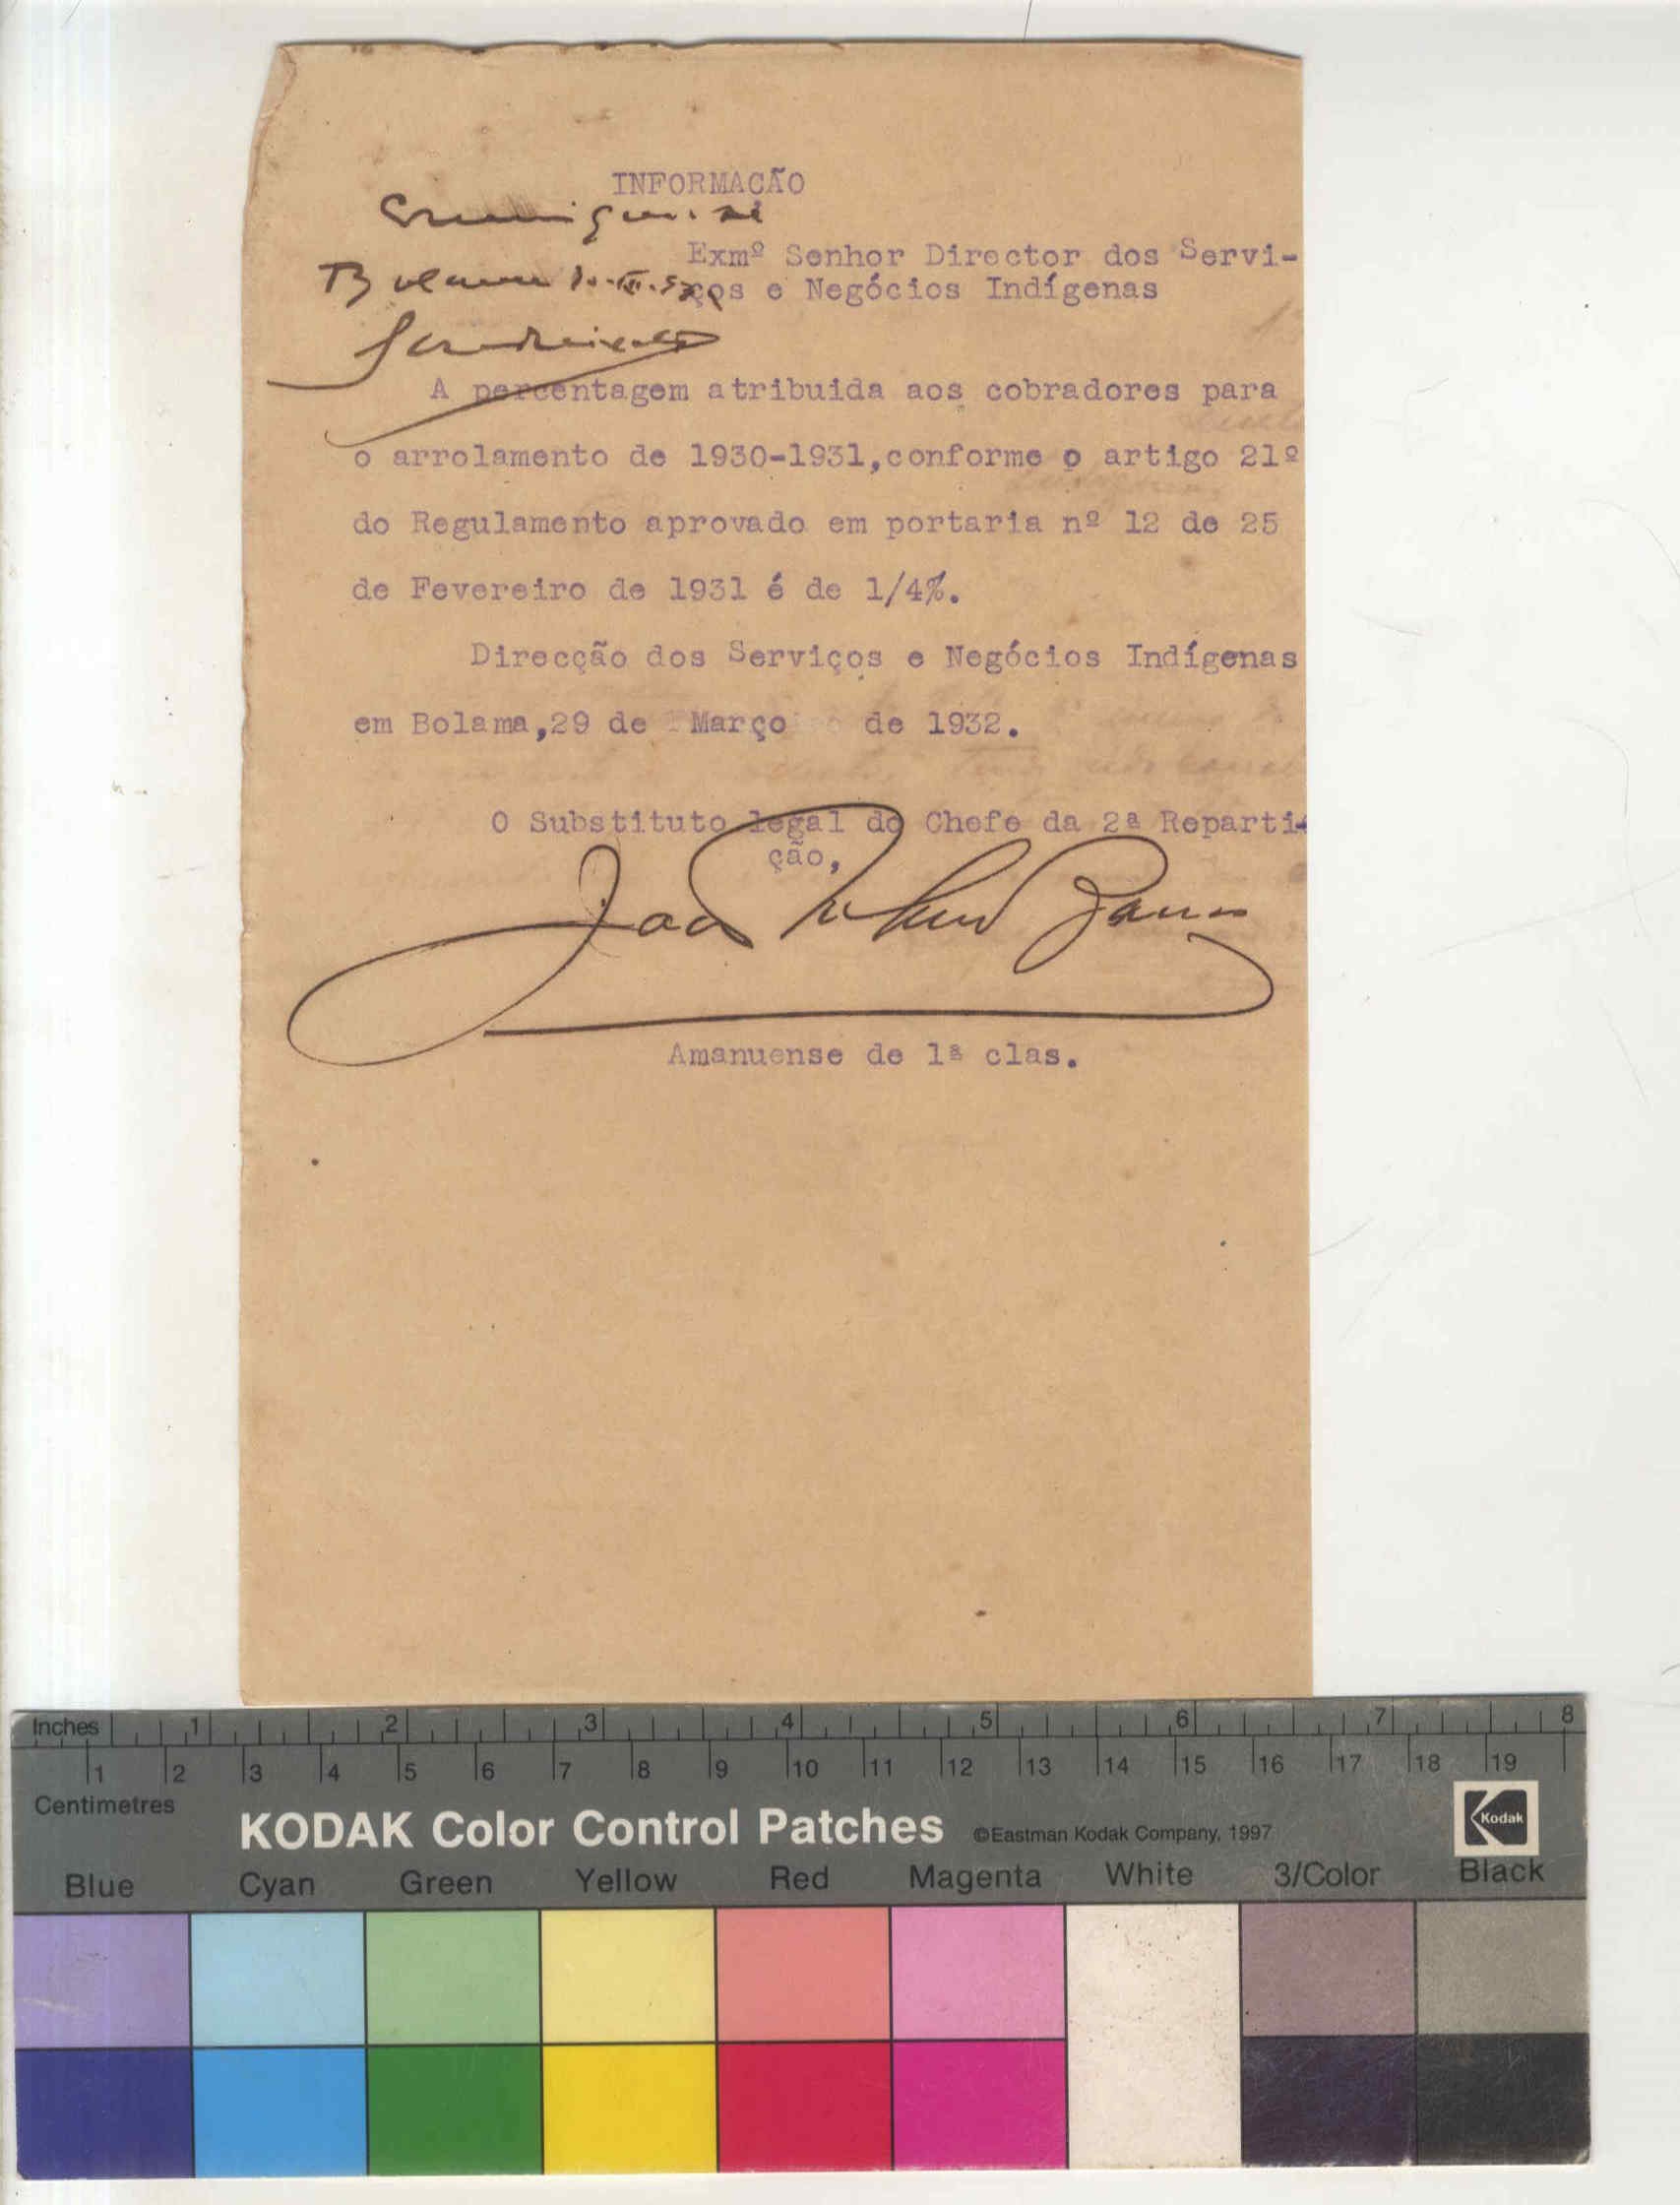 INFORMAÇÃO
Comunique-se
Exmº Senhor Director dos Servi-
Bolama
ços e Negócios Indígenas
A percentagem atribuida aos cobradores para
o arrolamento de 1930-1931,conforme o artigo 21º
do Regulamento aprovado em portaria nº 12 de 25
de Fevereiro de 1931 é de 1/4%.
Direcção dos Serviços e Negócios Indígenas
em Bolama,29 de Março de 1932.
O Substituto legal do Chefe da 2ª Reparti-
ção,
João
Amanuense de 1ª clas.
Inches 1 2 3 4 5 6 7 8
1 2 3 4 5 6 7 8 9 10 11 12 13 14 15 16 17 18 19
Centimetres
KODAK Color Control Patches ©Eastman Kodak Company, 1997
Kodak
Blue Cyan Green Yellow Red Magenta White 3/Color Black